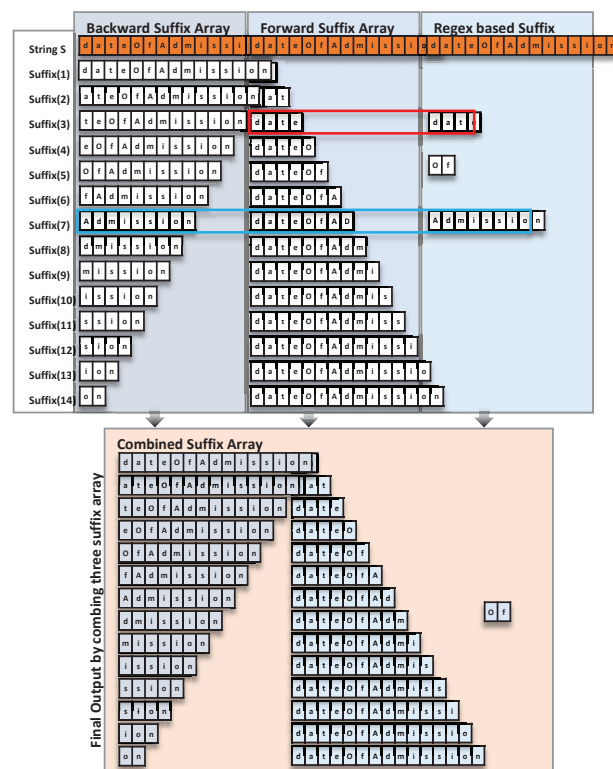 Backward Suffix Array Forward Suffix Array Regex based Suffix
String S dateOfAdmissi dateOfAdmissio dateOfAdmission
Suffix(1) dateOfAdmission
Suffix(2) ateOfAdmission at
Suffix(3) teOfAdmission date date
Suffix(4) eOfAdmission dateO
Suffix(5) OfAdmission dateOf Of
Suffix(6) fAdmission dateOfA
Suffix(7) Admission dateOfAD Admission
Suffix(8) dmission dateOfAdm
Suffix(9) mission dateOfAdmi
Suffix(10) ission dateOfAdmis
Suffix(11) ssion dateOfAdmiss
Suffix(12) sion dateOfAdmissi
Suffix(13) ion dateOfAdmissio
Suffix(14) on dateOfAdmission
Final Output by combing three suffix array
Combined Suffix Array
dateOfAdmission
ateOfAdmission at
teOfAdmission date
eOfAdmission dateO
OfAdmission dateOf
fAdmission dateOfA
Admission dateOfAd
dmission dateOfAdm Of
mission dateOfAdmi
ission dateOfAdmis
ssion dateOfAdmiss
sion dateOfAdmissi
ion dateOfAdmissio
on dateOfAdmission